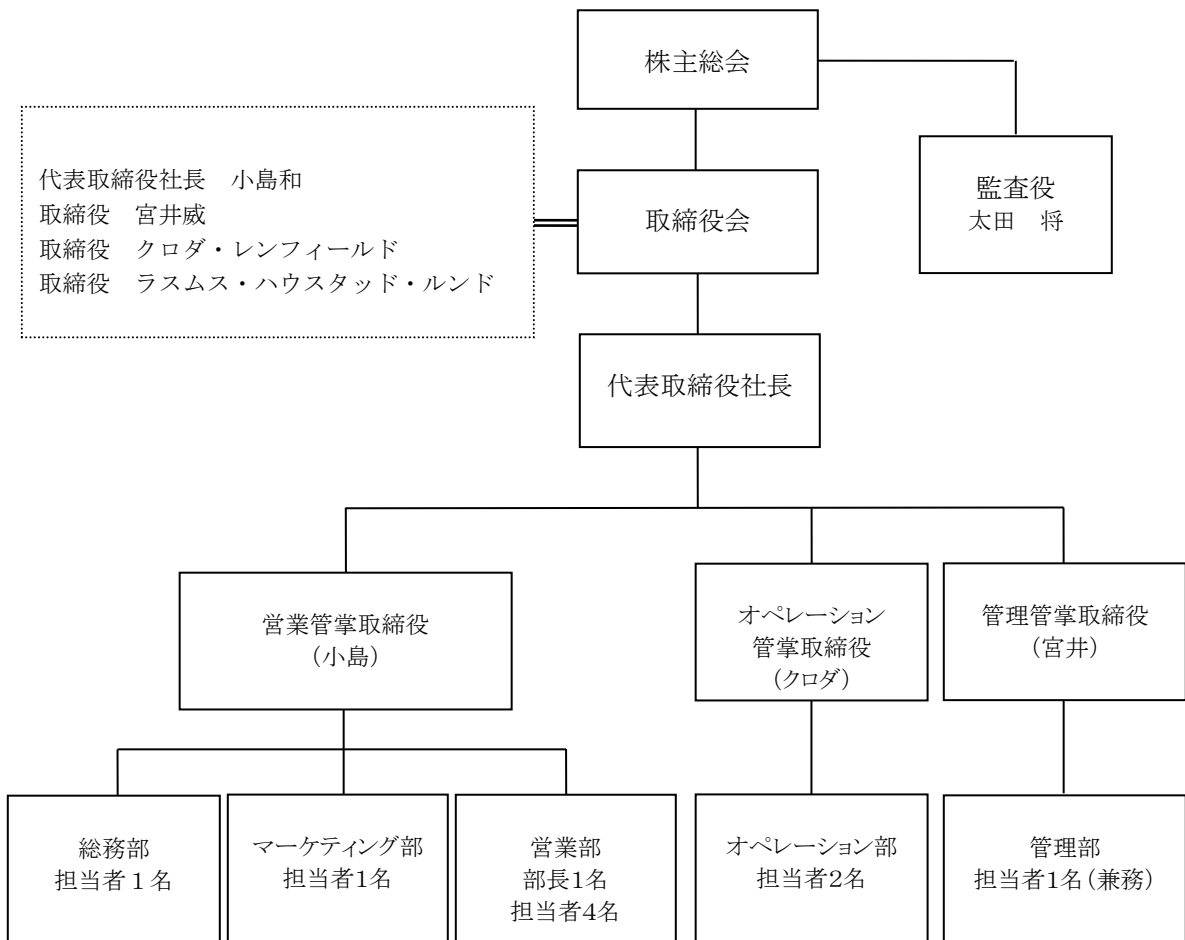 株主総会
代表取締役社長　小島和
取締役　宮井威
取締役　クロダ・レンフィールド
取締役　ラスムス・ハウスタッド・ルンド
取締役会
監査役
太田　将
代表取締役社長
営業管掌取締役
（小島）
オペレーション
管掌取締役
（クロダ）
管理管掌取締役
（宮井）
総務部
担当者１名
マーケティング部
担当者1名
営業部
部長1名
担当者4名
オペレーション部
担当者2名
管理部
担当者1名（兼務）